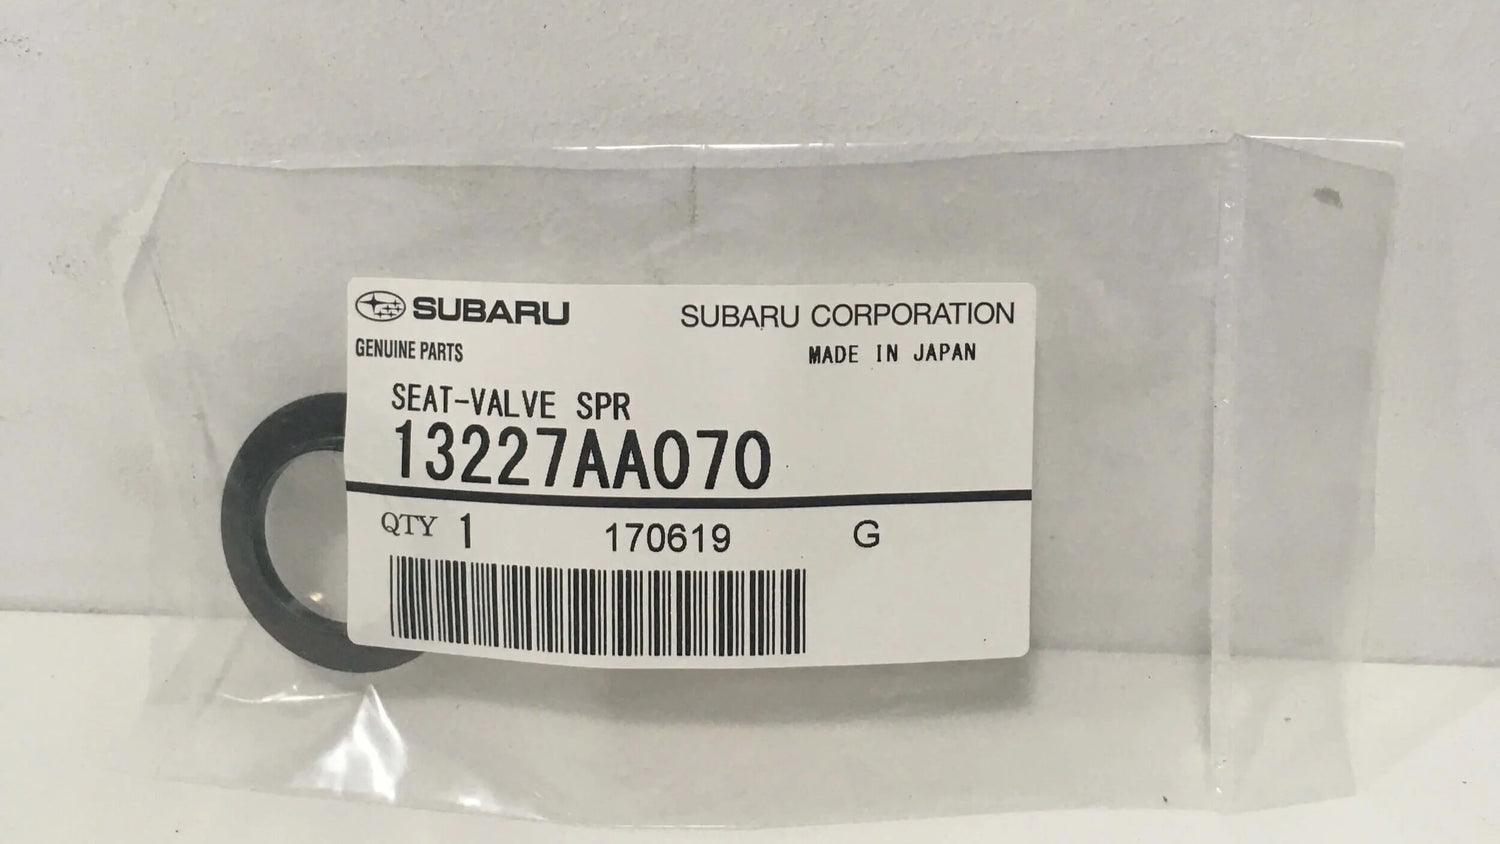 SUBARU SUBARU CORPORATION
GENUINE PARTS MADE IN JAPAN
SEAT-VALVE SPR
13227AA070
QTY 1 170619 G